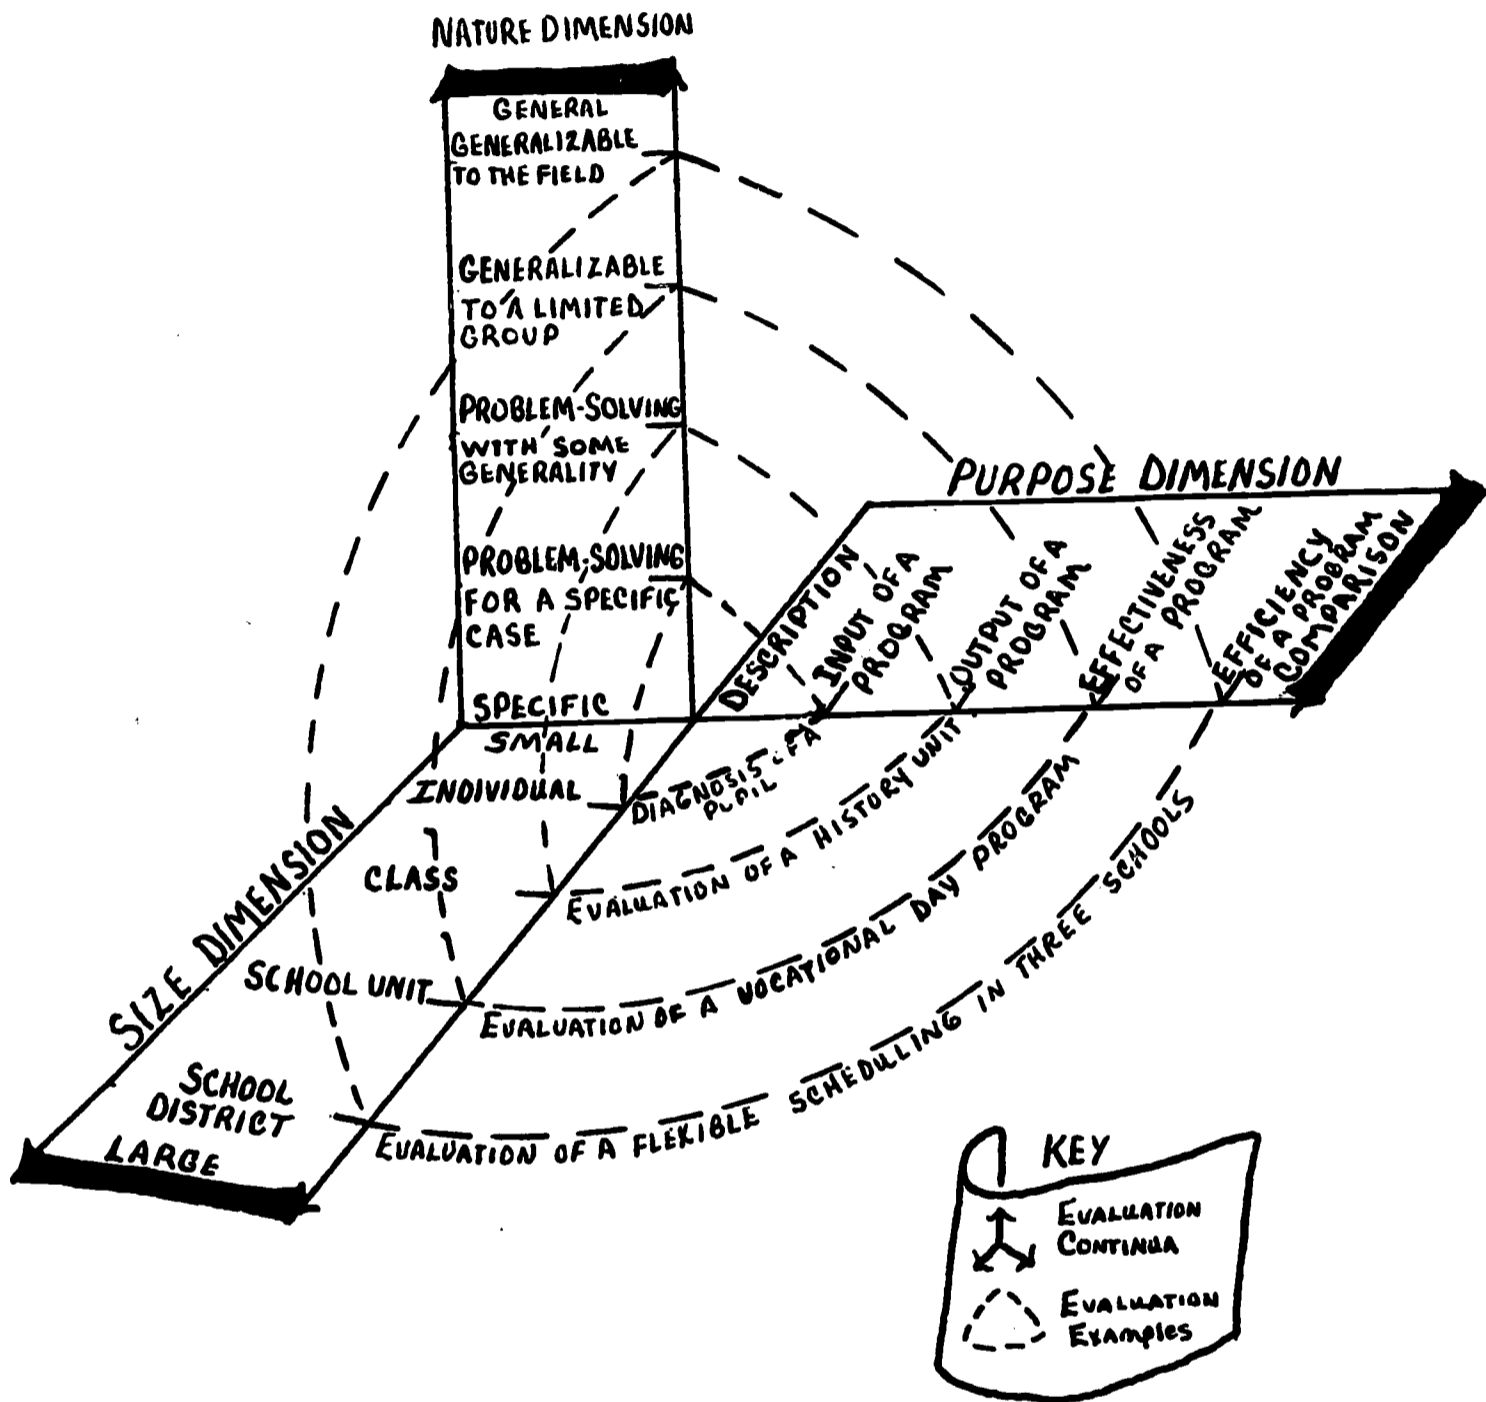 NATURE DIMENSION
GENERAL
GENERALIZABLE
TO THE FIELD
GENERALIZABLE
TO A LIMITED
GROUP
PROBLEM-SOLVING
WITH SOME
GENERALITY
PROBLEM-SOLVING
FOR A SPECIFIC
CASE
SPECIFIC
PURPOSE DIMENSION
DESCRIPTION
INPUT OF A
PROGRAM
OUTPUT OF A
PROGRAM
EFFECTIVENESS
OF A PROGRAM
EFFICIENCY
OF A PROGRAM
COMPARISON
SIZE DIMENSION
SMALL
INDIVIDUAL
CLASS
SCHOOL UNIT
SCHOOL
DISTRICT
LARGE
DIAGNOSIS OF A
PUPIL
EVALUATION OF A HISTORY UNIT
EVALUATION OF A VOCATIONAL DAY PROGRAM
EVALUATION OF A FLEXIBLE SCHEDULING IN THREE SCHOOLS
KEY
EVALUATION
CONTINUA
EVALUATION
EXAMPLES